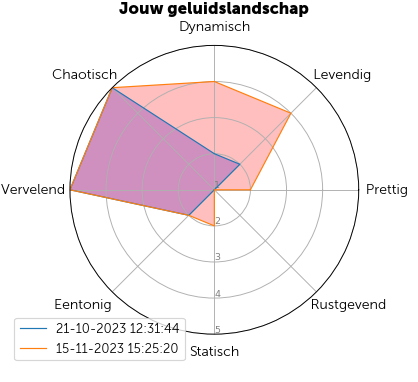 Jouw geluidslandschap
Dynamisch
Chaotisch
Levendig
Vervelend
1
Prettig
2
3
4
5
Eentonig
Rustgevend
Statisch
21-10-2023 12:31:44
15-11-2023 15:25:20